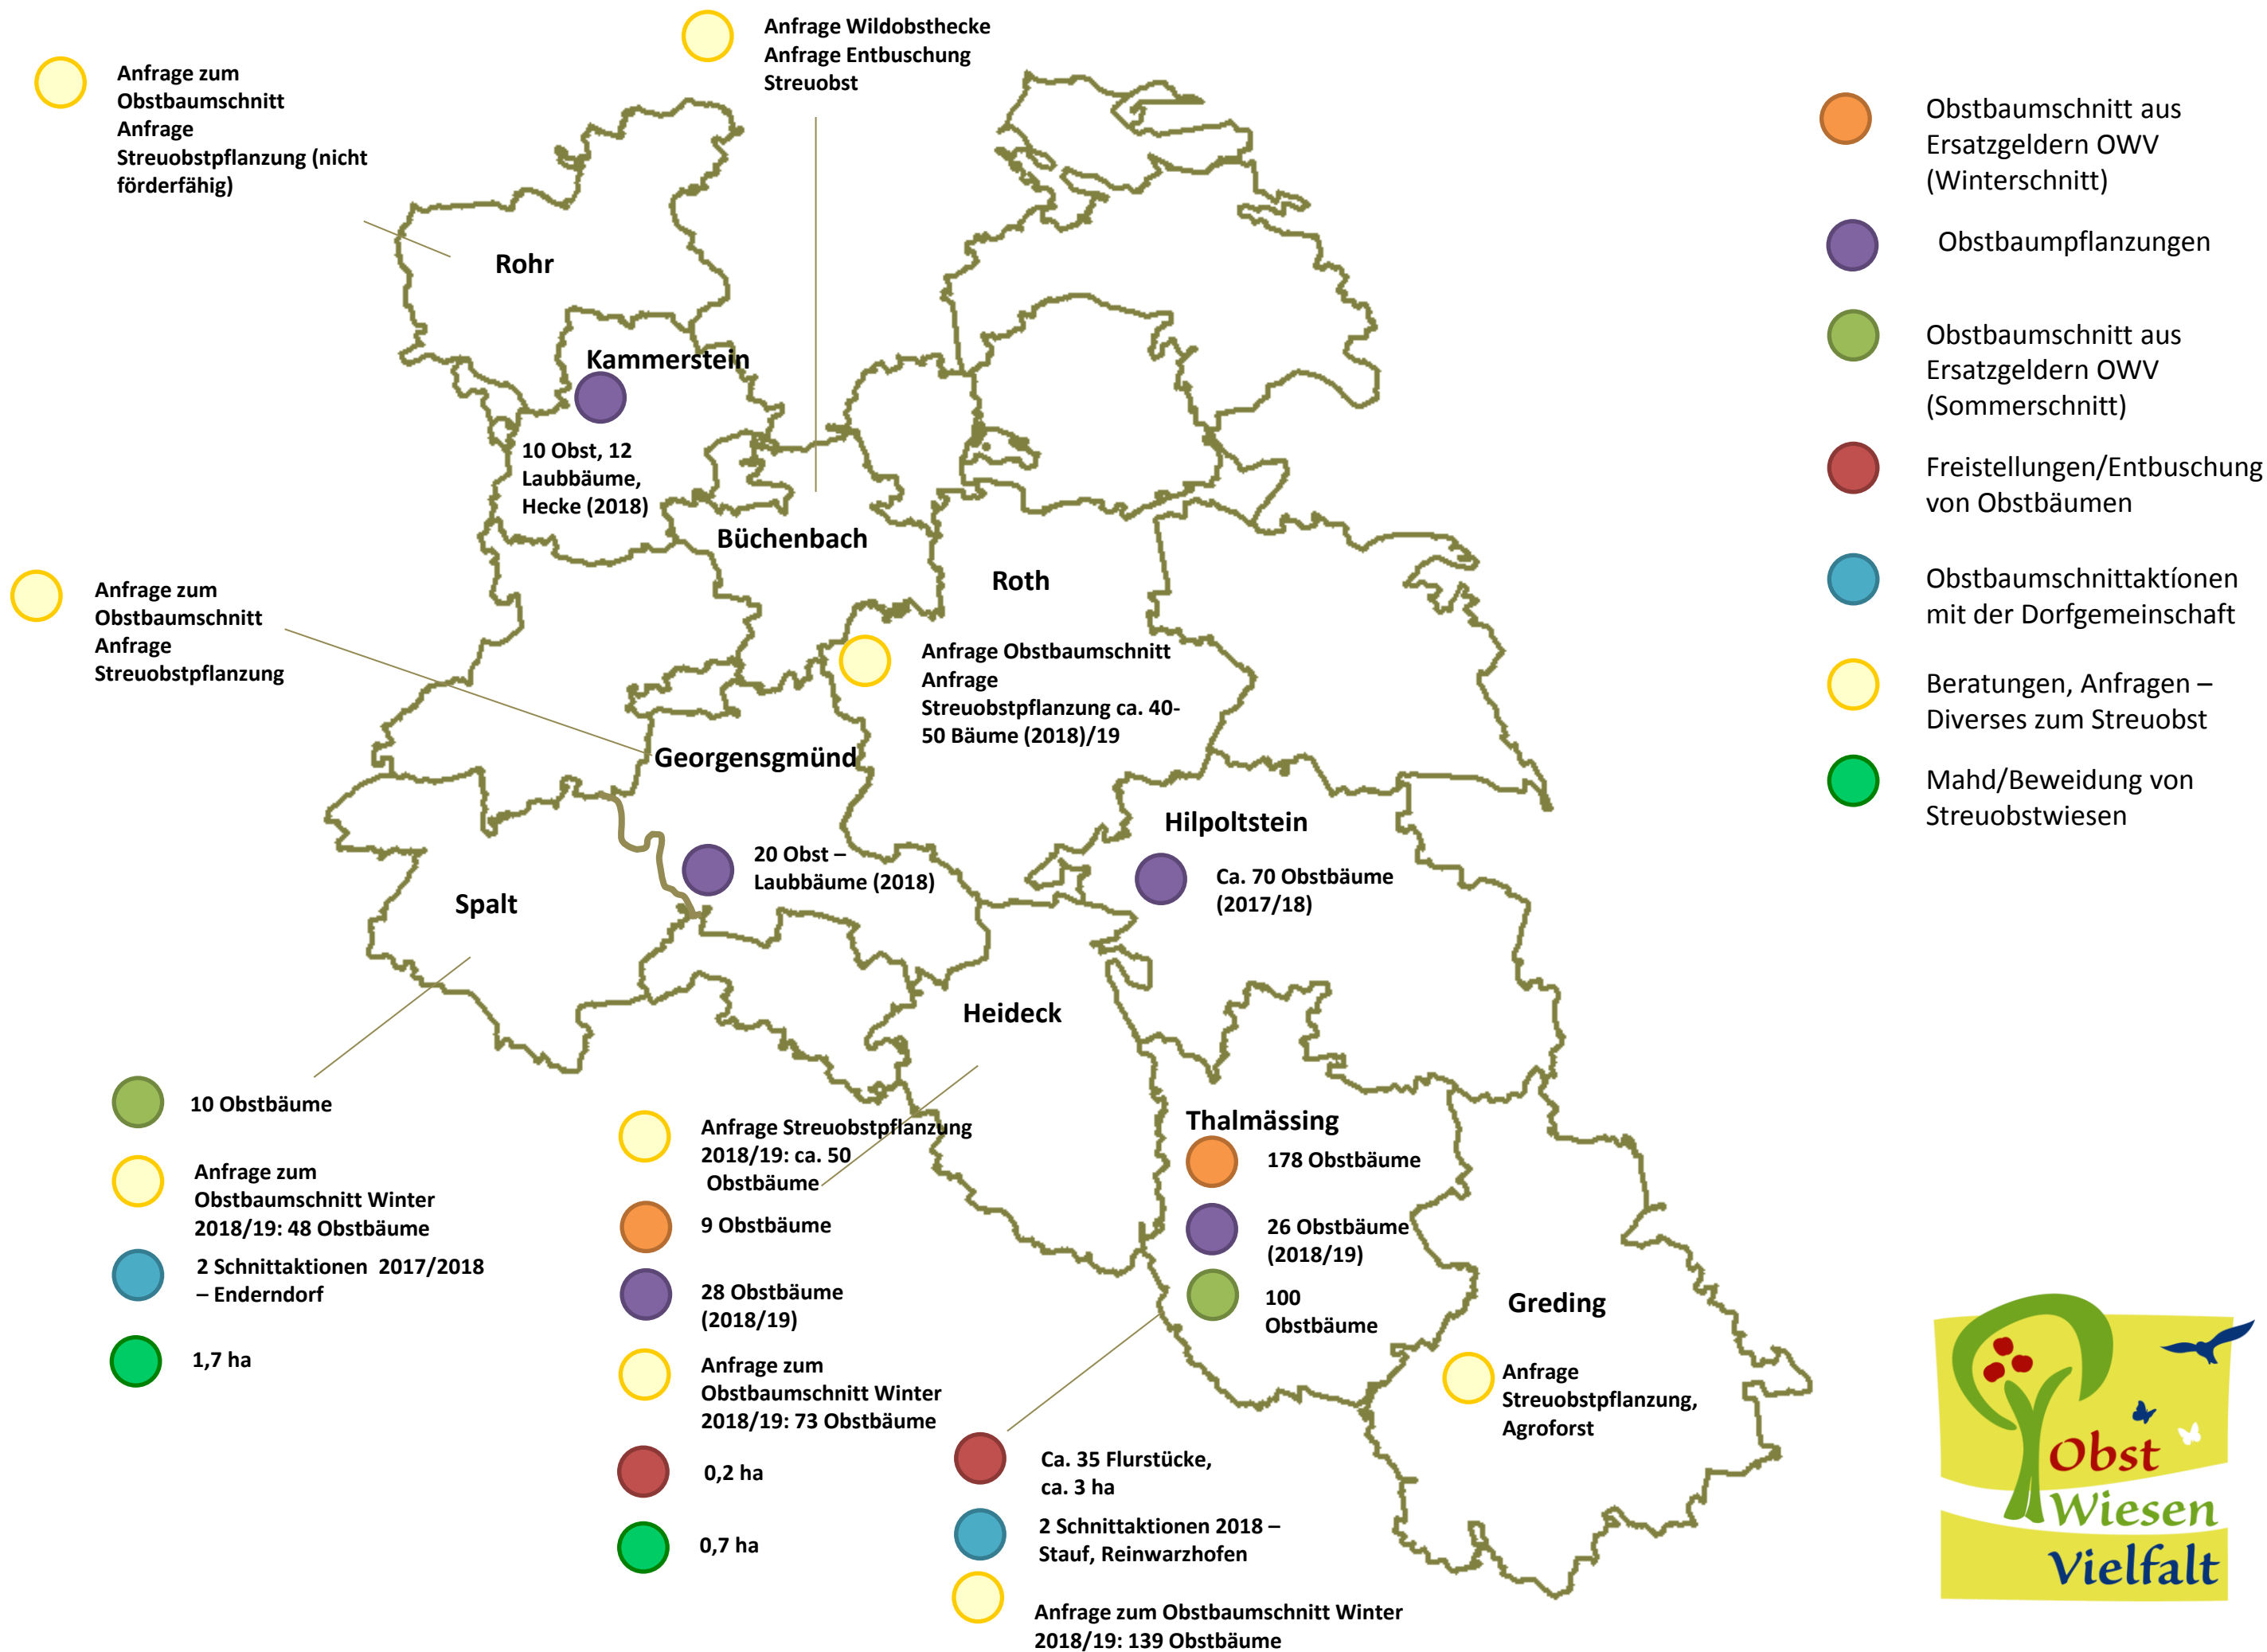 Anfrage Wildobsthecke
Anfrage Entbuschung
Streuobst
Anfrage zum
Obstbaumschnitt
Anfrage
Streuobstpflanzung (nicht
förderfähig)
Rohr
Kammerstein
10 Obst, 12
Laubbäume,
Hecke (2018)
Büchenbach
Roth
Anfrage zum
Obstbaumschnitt
Anfrage
Streuobstpflanzung
Anfrage Obstbaumschnitt
Anfrage
Streuobstpflanzung ca. 40-
50 Bäume (2018)/19
Georgensgmünd
20 Obst –
Laubbäume (2018)
Hilpoltstein
Ca. 70 Obstbäume
(2017/18)
Spalt
Heideck
10 Obstbäume
Anfrage zum
Obstbaumschnitt Winter
2018/19: 48 Obstbäume
2 Schnittaktionen 2017/2018
– Enderndorf
1,7 ha
Anfrage Streuobstpflanzung
2018/19: ca. 50
Obstbäume
9 Obstbäume
28 Obstbäume
(2018/19)
Anfrage zum
Obstbaumschnitt Winter
2018/19: 73 Obstbäume
0,2 ha
0,7 ha
Thalmässing
178 Obstbäume
26 Obstbäume
(2018/19)
100
Obstbäume
Ca. 35 Flurstücke,
ca. 3 ha
2 Schnittaktionen 2018 –
Stauf, Reinwarzhofen
Anfrage zum Obstbaumschnitt Winter
2018/19: 139 Obstbäume
Greding
Anfrage
Streuobstpflanzung,
Agroforst
Obstbaumschnitt aus
Ersatzgeldern OWV
(Winterschnitt)
Obstbaumpflanzungen
Obstbaumschnitt aus
Ersatzgeldern OWV
(Sommerschnitt)
Freistellungen/Entbuschung
von Obstbäumen
Obstbaumschnittaktíonen
mit der Dorfgemeinschaft
Beratungen, Anfragen –
Diverses zum Streuobst
Mahd/Beweidung von
Streuobstwiesen
Obst
Wiesen
Vielfalt